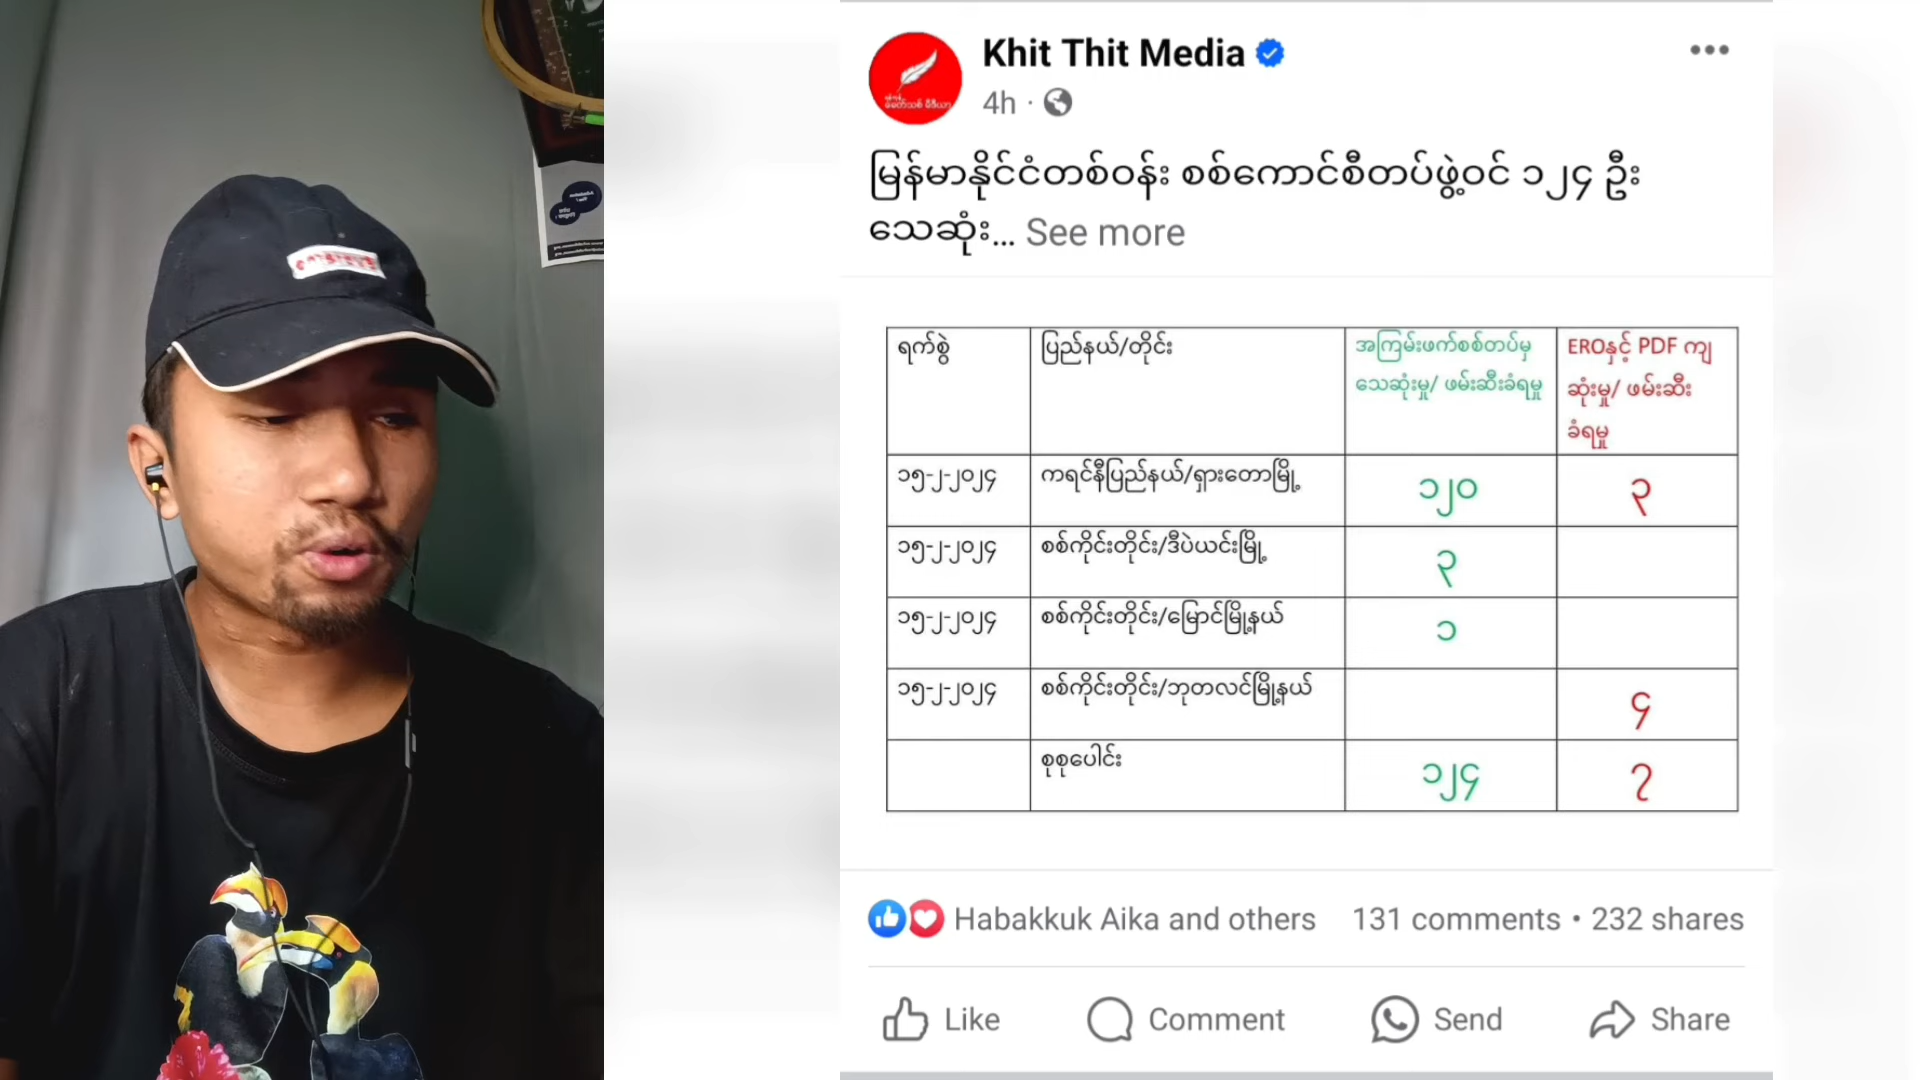 Khit Thit Media
4h
မြန်မာနိုင်ငံတစ်ဝန်း စစ်ကောင်စီတပ်ဖွဲ့ဝင် ၁၂၄ ဦး
သေဆုံး... See more
ရက်စွဲ
ပြည်နယ်/တိုင်း
အကြမ်းဖက်စစ်တပ်မှ
သေဆုံးမှု/ ဖမ်းဆီးခံရမှု
EROနှင့် PDF ကျ
ဆုံးမှု/ ဖမ်းဆီး
ခံရမှု
၁၅-၂-၂၀၂၄ ကရင်နီပြည်နယ်/ရှားတောမြို့ ၁၂၀ ၃
၁၅-၂-၂၀၂၄ စစ်ကိုင်းတိုင်း/ဒီပဲယင်းမြို့ ၃
၁၅-၂-၂၀၂၄ စစ်ကိုင်းတိုင်း/မြောင်မြို့နယ် ၁
၁၅-၂-၂၀၂၄ စစ်ကိုင်းတိုင်း/ဘုတလင်မြို့နယ် ၄
စုစုပေါင်း ၁၂၄ ၇
Habakkuk Aika and others 131 comments • 232 shares
Like Comment Send Share